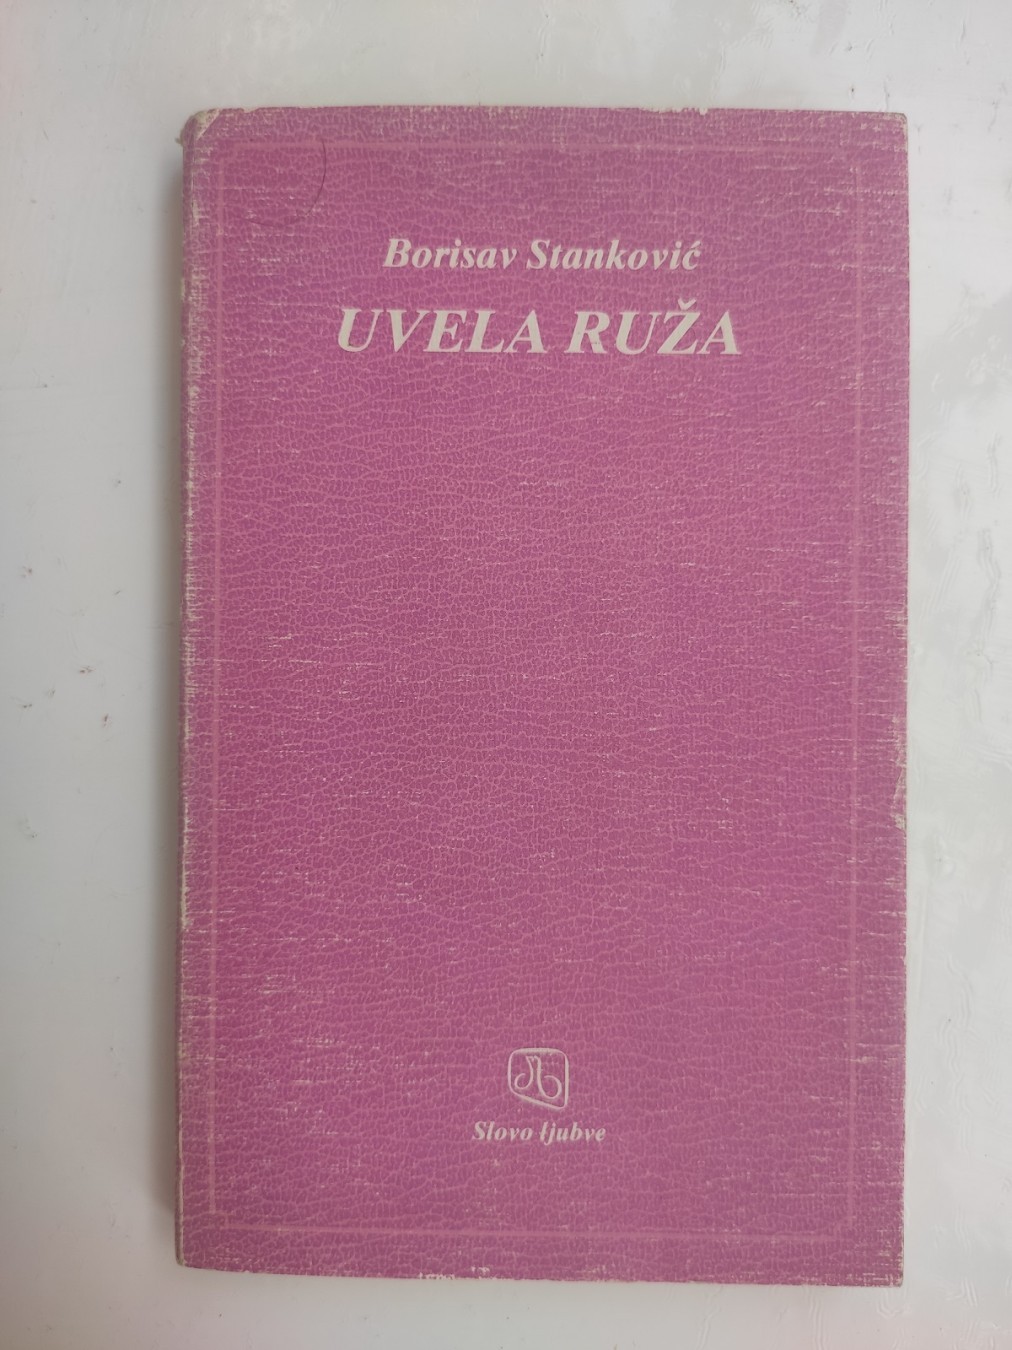 Borisav Stanković
UVELA RUŽA
Slovo ljubve